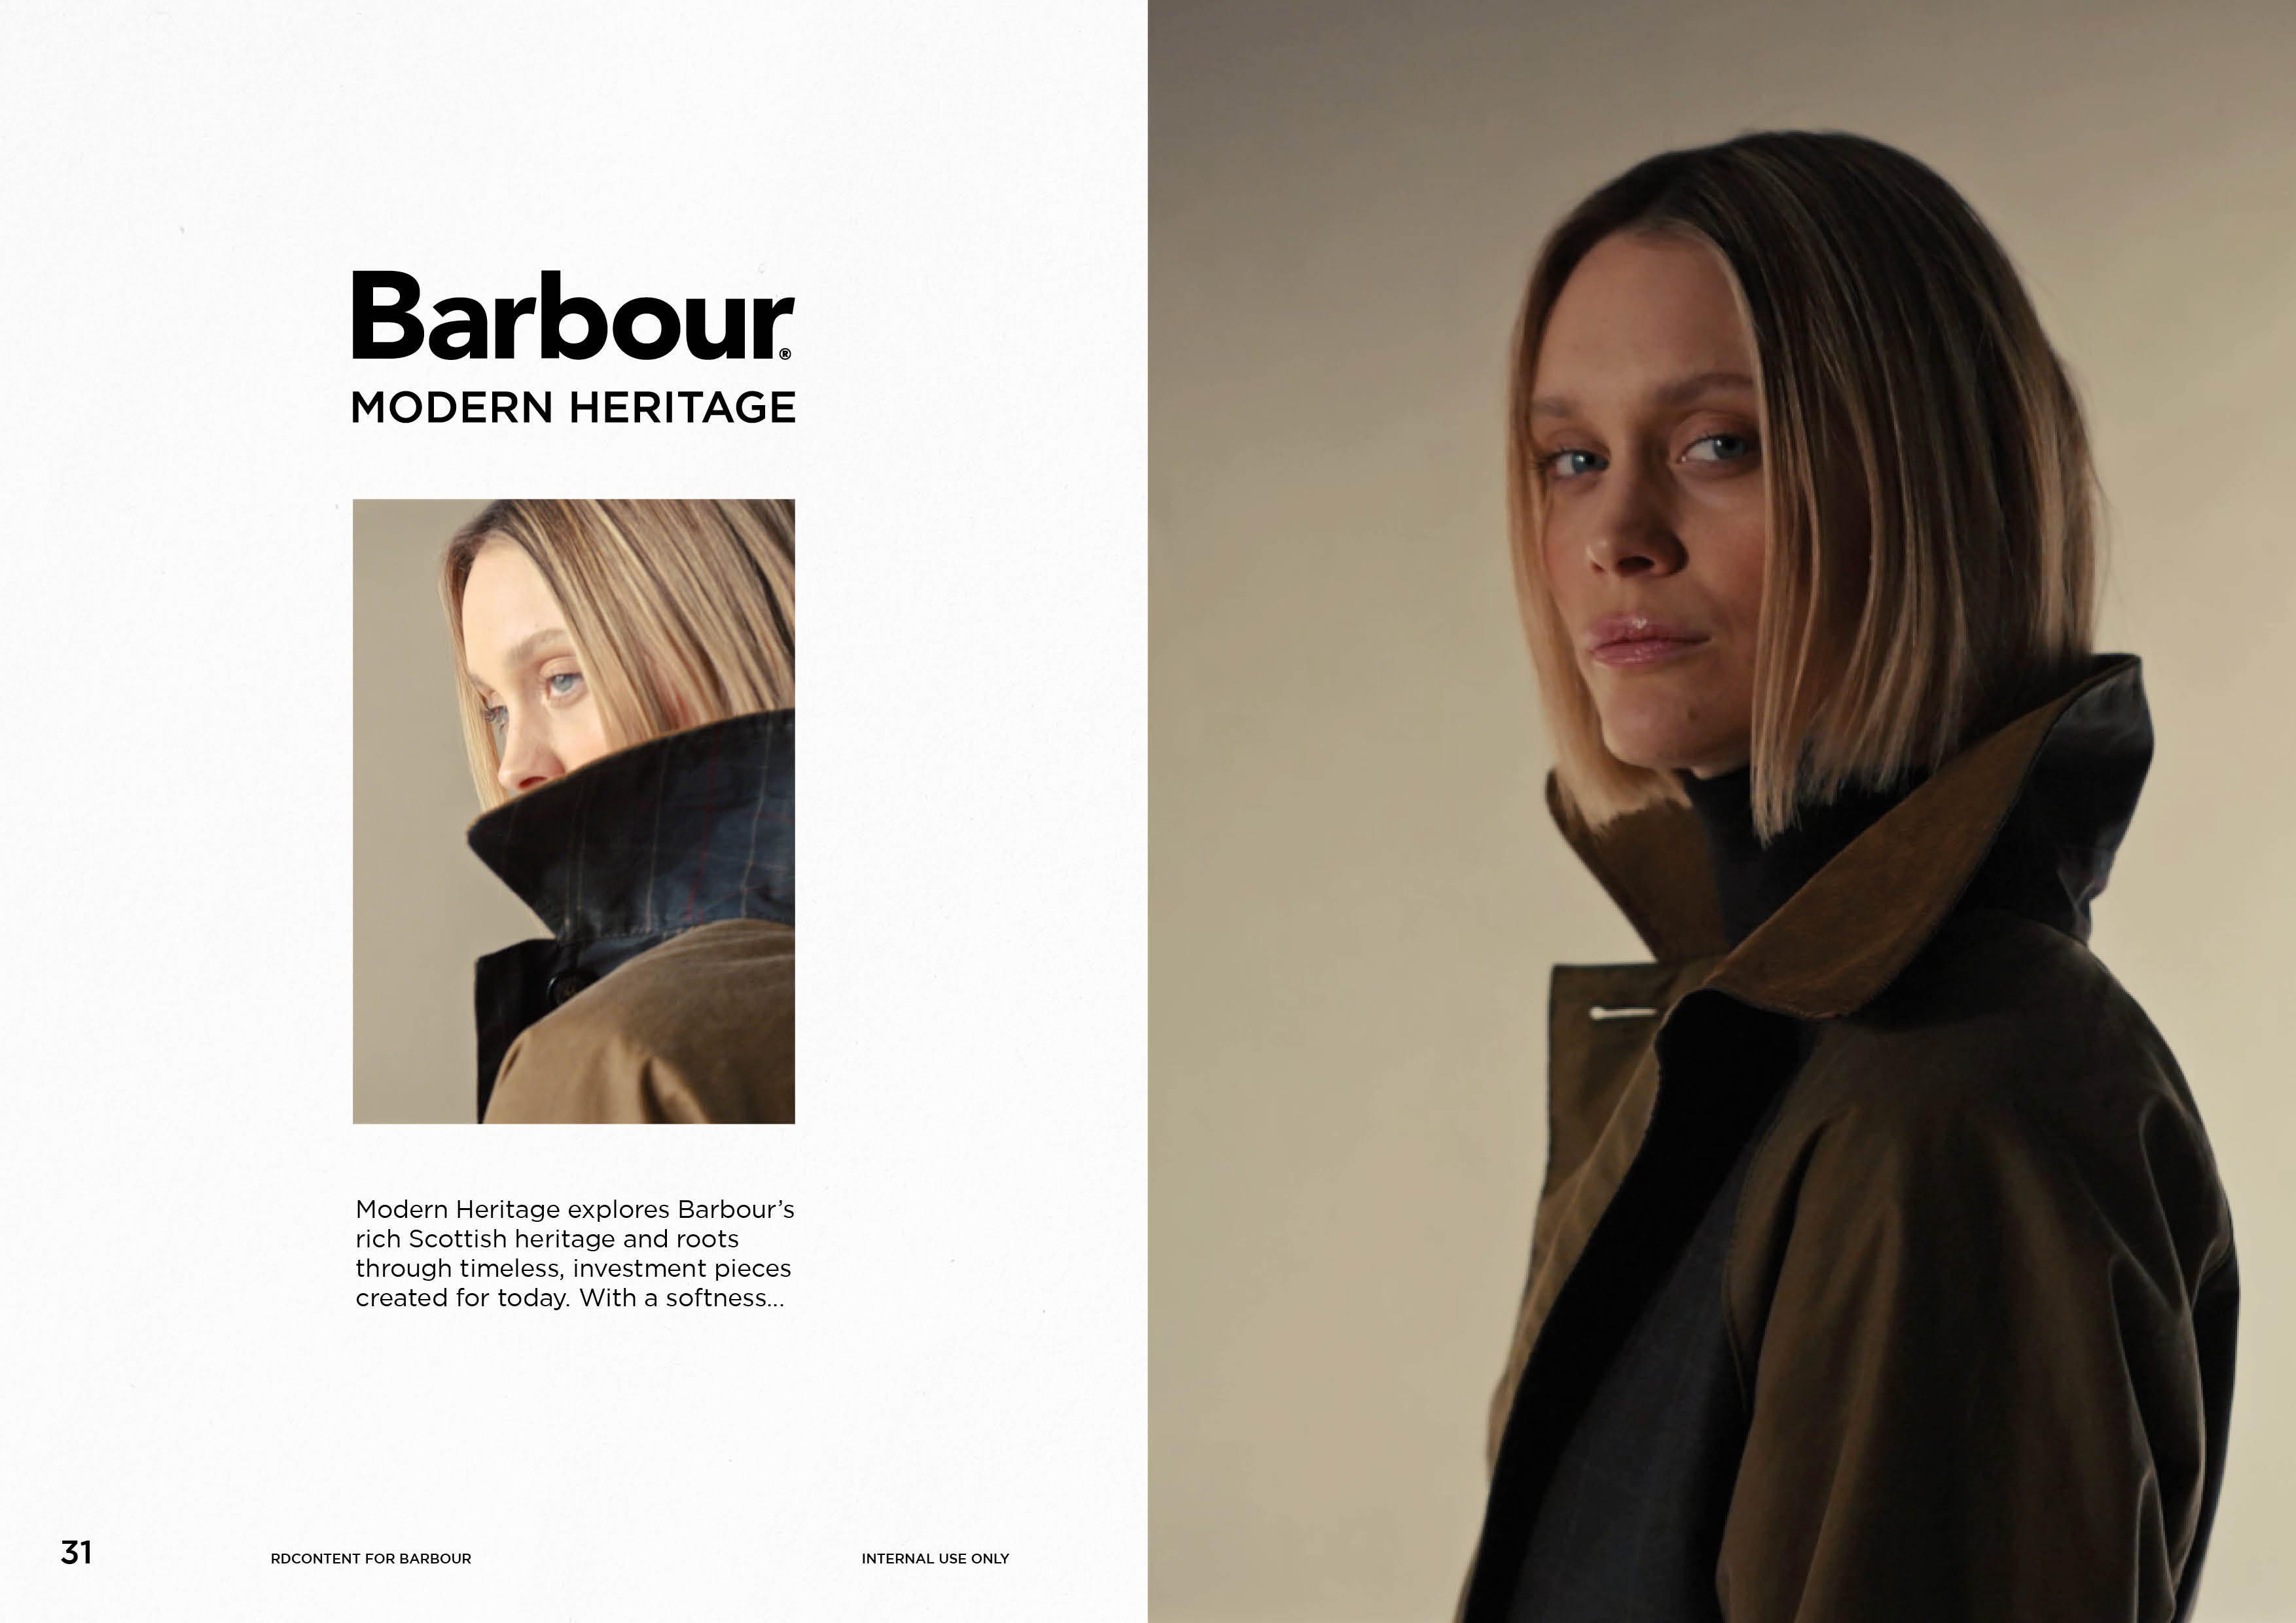 Barbour®
MODERN HERITAGE
Modern Heritage explores Barbour’s
rich Scottish heritage and roots
through timeless, investment pieces
created for today. With a softness...
31
RDCONTENT FOR BARBOUR
INTERNAL USE ONLY